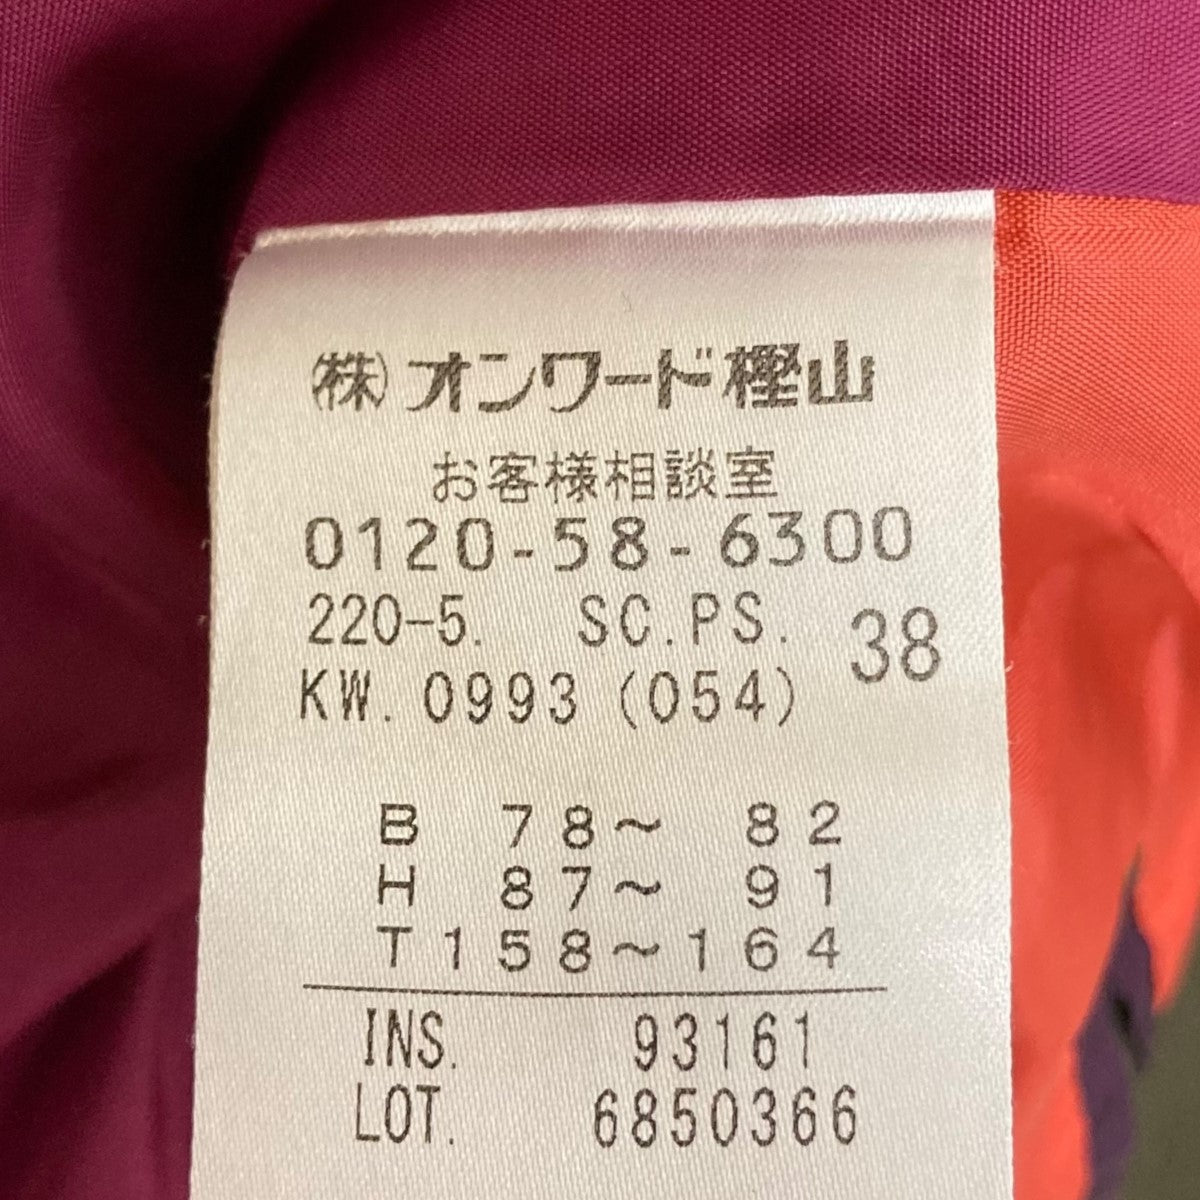 (株)オンワード樫山
お客様相談室
0120-58-6300
220-5. SC.PS. 38
KW. 0993 (054)
B 78~ 82
H 87~ 91
T158~164
INS. 93161
LOT. 6850366